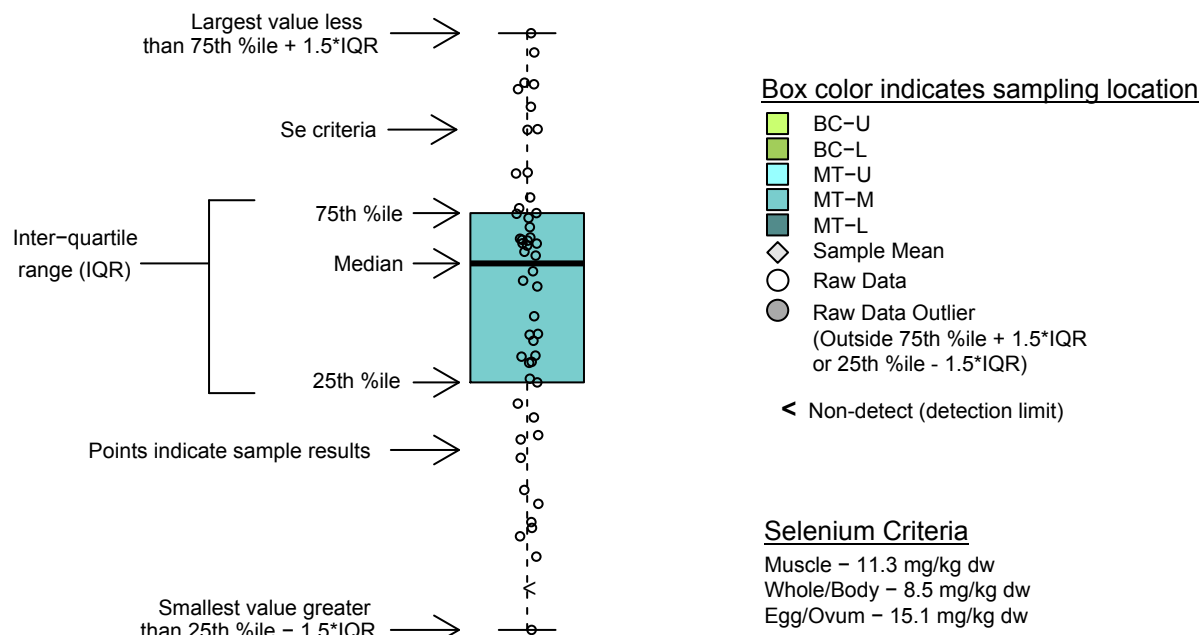 Largest value less
than 75th %ile + 1.5*IQR
Se criteria
75th %ile
Inter−quartile
range (IQR)
Median
25th %ile
Points indicate sample results
<
Smallest value greater
than 25th %ile − 1.5*IQR
Box color indicates sampling location
BC−U
BC−L
MT−U
MT−M
MT−L
Sample Mean
Raw Data
Raw Data Outlier
(Outside 75th %ile + 1.5*IQR
or 25th %ile - 1.5*IQR)
< Non-detect (detection limit)
Selenium Criteria
Muscle − 11.3 mg/kg dw
Whole/Body − 8.5 mg/kg dw
Egg/Ovum − 15.1 mg/kg dw